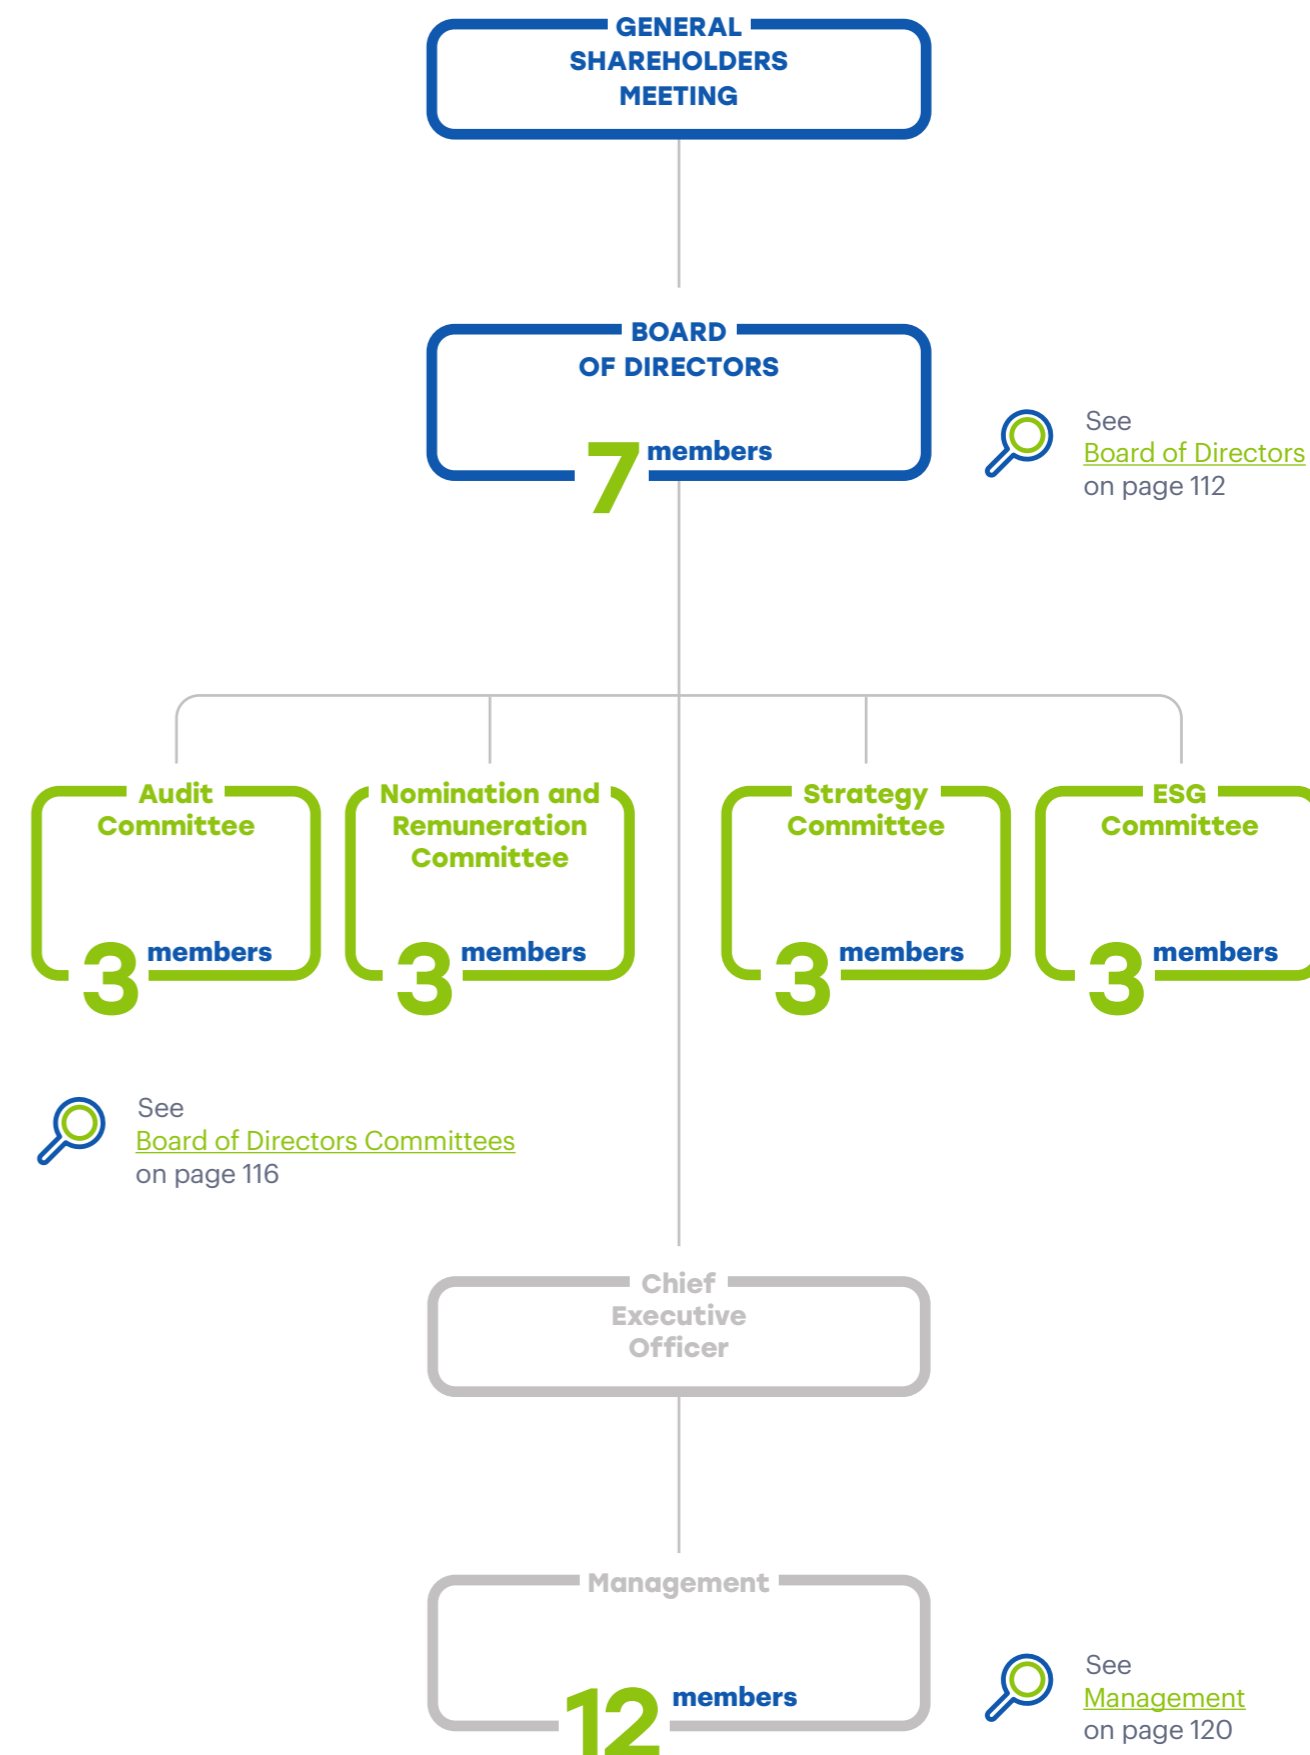 GENERAL
SHAREHOLDERS
MEETING
BOARD
OF DIRECTORS
7 members
See
Board of Directors
on page 112
Audit
Committee
3 members
Nomination and
Remuneration
Committee
3 members
Strategy
Committee
3 members
ESG
Committee
3 members
See
Board of Directors Committees
on page 116
Chief
Executive
Officer
Management
12 members
See
Management
on page 120